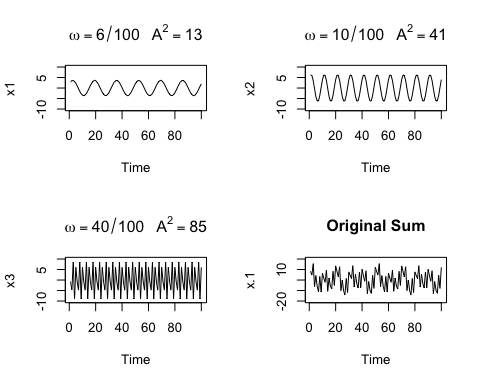 ω = 6/100   A² = 13
x1
5
-10
0 20 40 60 80
Time
ω = 10/100   A² = 41
x2
5
-10
0 20 40 60 80
Time
ω = 40/100   A² = 85
x3
5
-10
0 20 40 60 80
Time
Original Sum
x.1
10
-20
0 20 40 60 80
Time